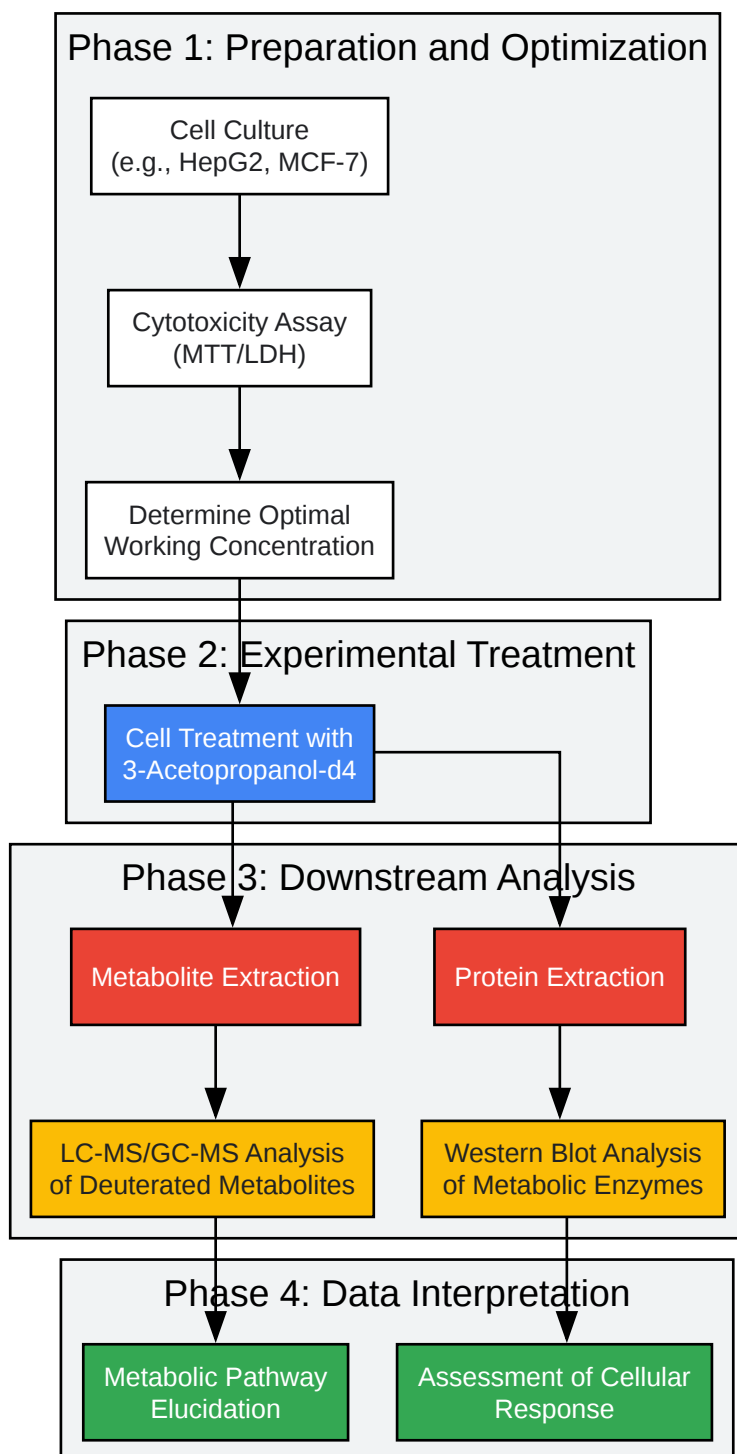 Phase 1: Preparation and Optimization
Cell Culture
(e.g., HepG2, MCF-7)
Cytotoxicity Assay
(MTT/LDH)
Determine Optimal
Working Concentration
Phase 2: Experimental Treatment
Cell Treatment with
3-Acetopropanol-d4
Phase 3: Downstream Analysis
Metabolite Extraction
Protein Extraction
LC-MS/GC-MS Analysis
of Deuterated Metabolites
Western Blot Analysis
of Metabolic Enzymes
Phase 4: Data Interpretation
Metabolic Pathway
Elucidation
Assessment of Cellular
Response